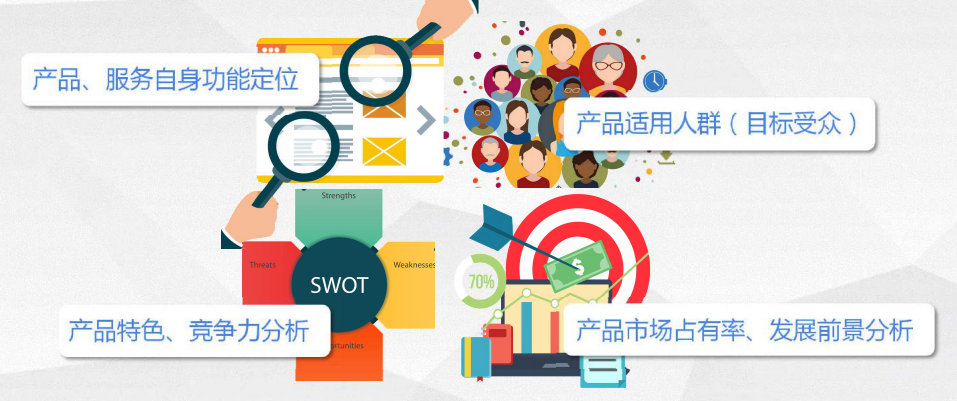 产品、服务自身功能定位
产品适用人群（目标受众）
Strengths
Threats
SWOT
Weaknesses
70%
$
产品特色、竞争力分析
ortunities
产品市场占有率、发展前景分析